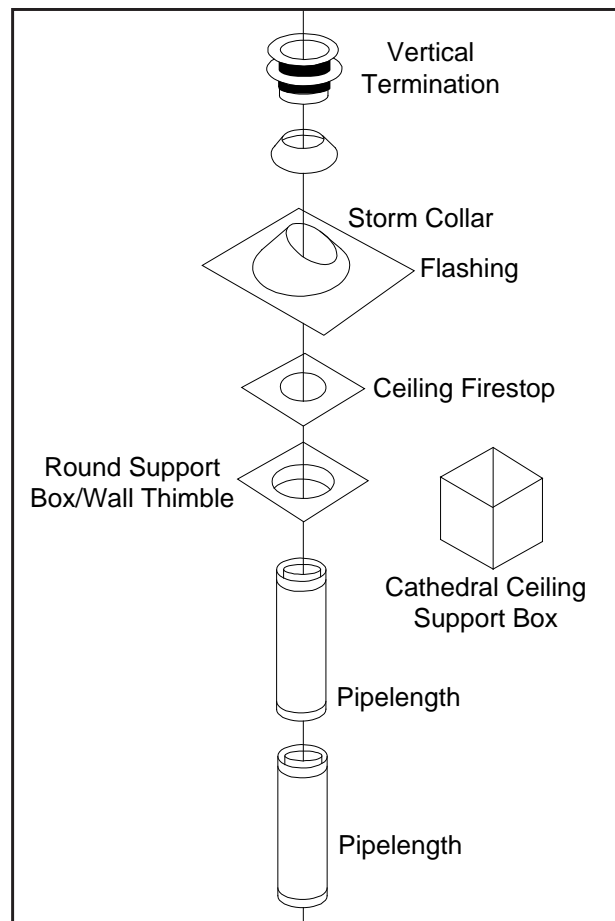 Vertical
Termination
Storm Collar
Flashing
Ceiling Firestop
Round Support
Box/Wall Thimble
Cathedral Ceiling
Support Box
Pipelength
Pipelength